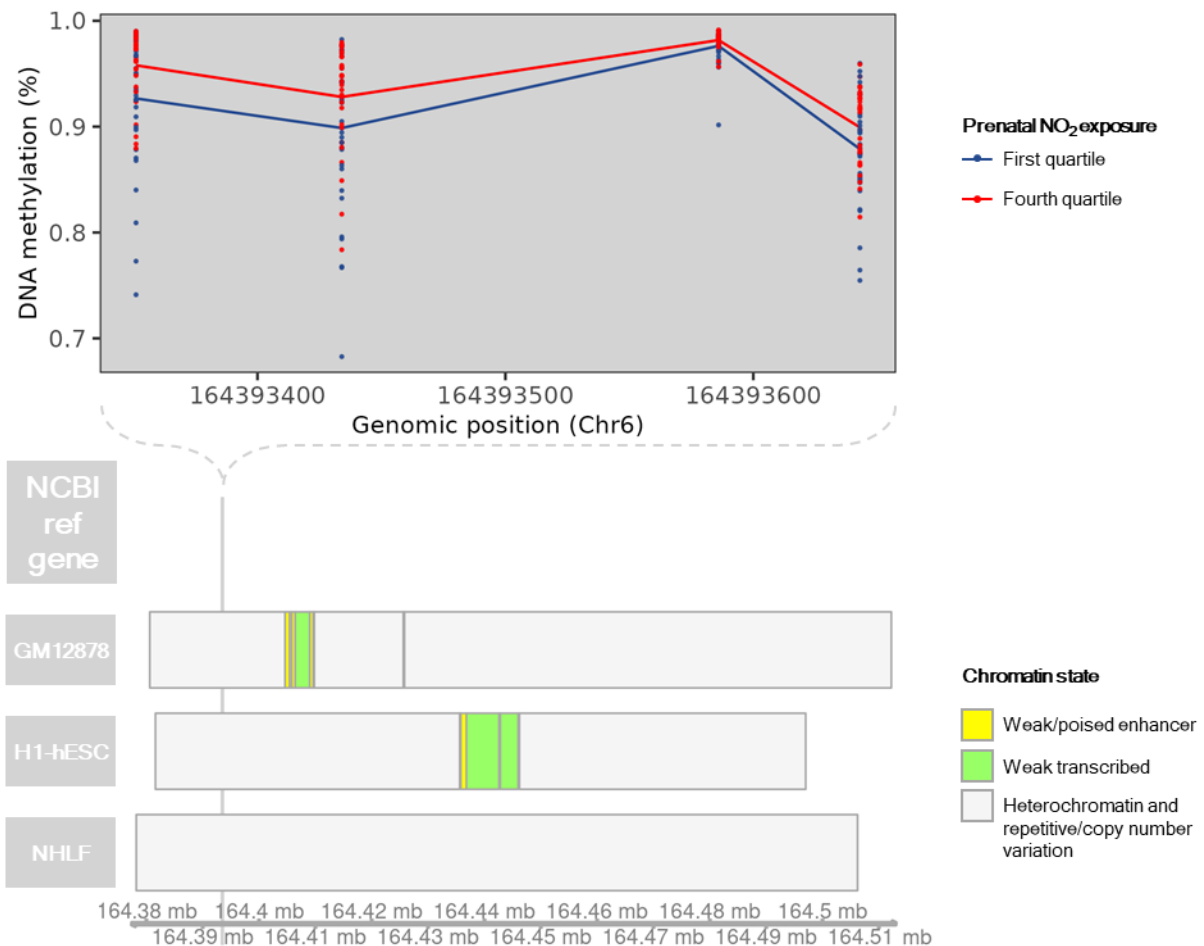 1.0
0.9
0.8
0.7
DNA methylation (%)
164393400 164393500 164393600
Genomic position (Chr6)
Prenatal NO2 exposure
First quartile
Fourth quartile
NCBI
ref
gene
GM12878
H1-hESC
NHLF
Chromatin state
Weak/poised enhancer
Weak transcribed
Heterochromatin and
repetitive/copy number
variation
164.38 mb 164.4 mb 164.42 mb 164.44 mb 164.46 mb 164.48 mb 164.5 mb
164.39 mb 164.41 mb 164.43 mb 164.45 mb 164.47 mb 164.49 mb 164.51 mb